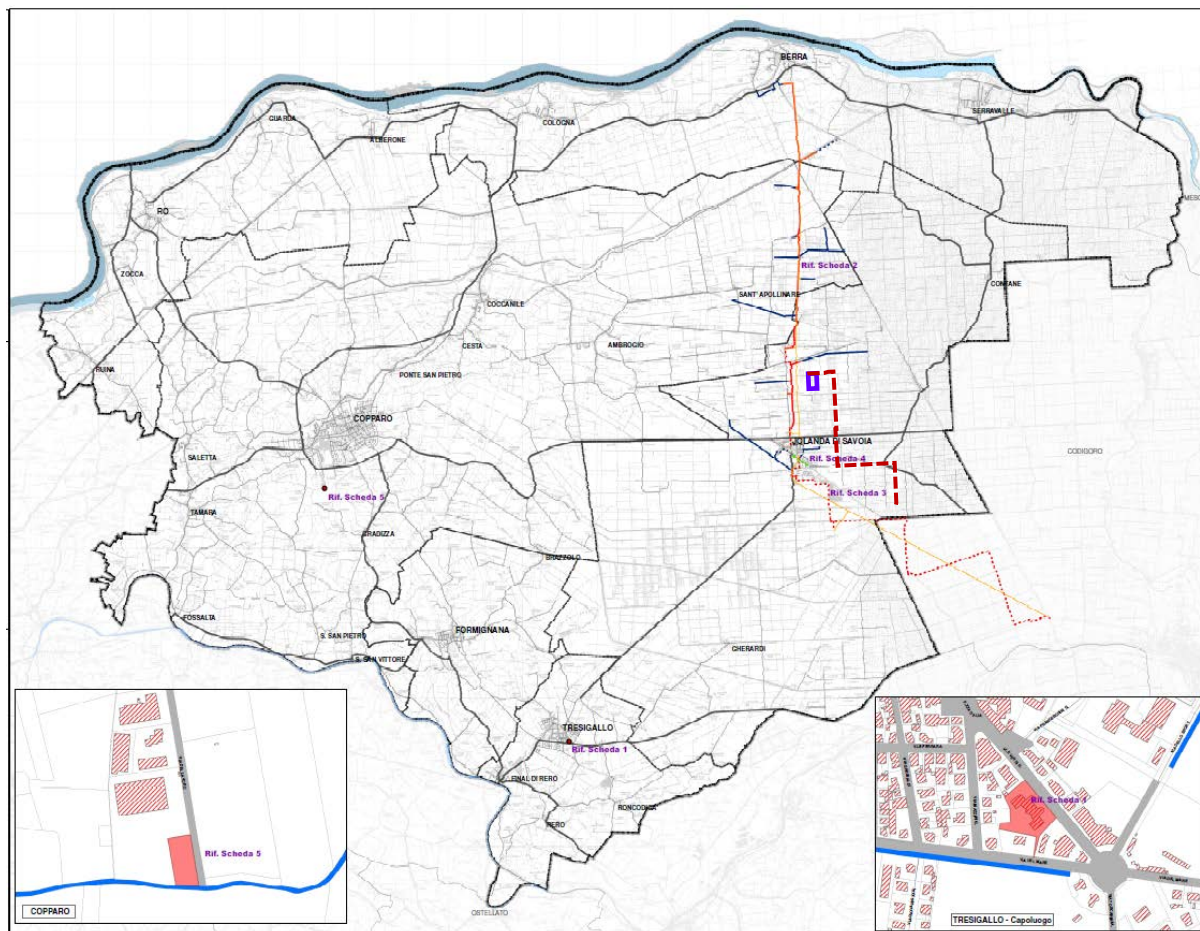 BERRA
SERRAVALLE
GUARDA
COLOGNA
ALBERONE
RO
ZOCCA
Rif. Scheda 2
CONTANE
SANT'APOLLINARE
COCCANILE
CESTA
AMBROGIO
RUINA
PONTE SAN PIETRO
COPPARO
JOLANDA DI SAVOIA
CODIGORO
SALETTA
Rif. Scheda 4
Rif. Scheda 5
Rif. Scheda 3
TAMARA
GRADIZZA
BRAZZOLO
FOSSALTA
S. SAN PIETRO
FORMIGNANA
S. SAN VITTORE
GHERARDI
TRESIGALLO
Rif. Scheda 1
FINAL DI RERO
RONCODIGA
RERO
OSTELLATO
Rif. Scheda 5
COPPARO
Rif. Scheda 1
TRESIGALLO - Capoluogo